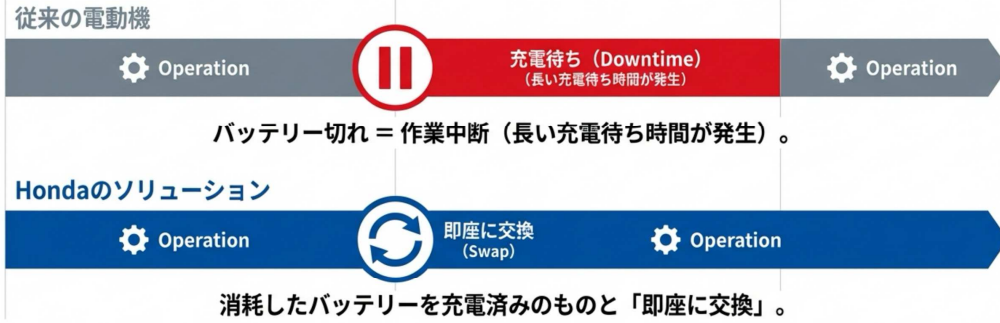 従来の電動機
Operation
充電待ち（Downtime）
（長い充電待ち時間が発生）
Operation
バッテリー切れ ＝ 作業中断（長い充電待ち時間が発生）。
Hondaのソリューション
Operation
即座に交換
（Swap）
Operation
消耗したバッテリーを充電済みのものと「即座に交換」。